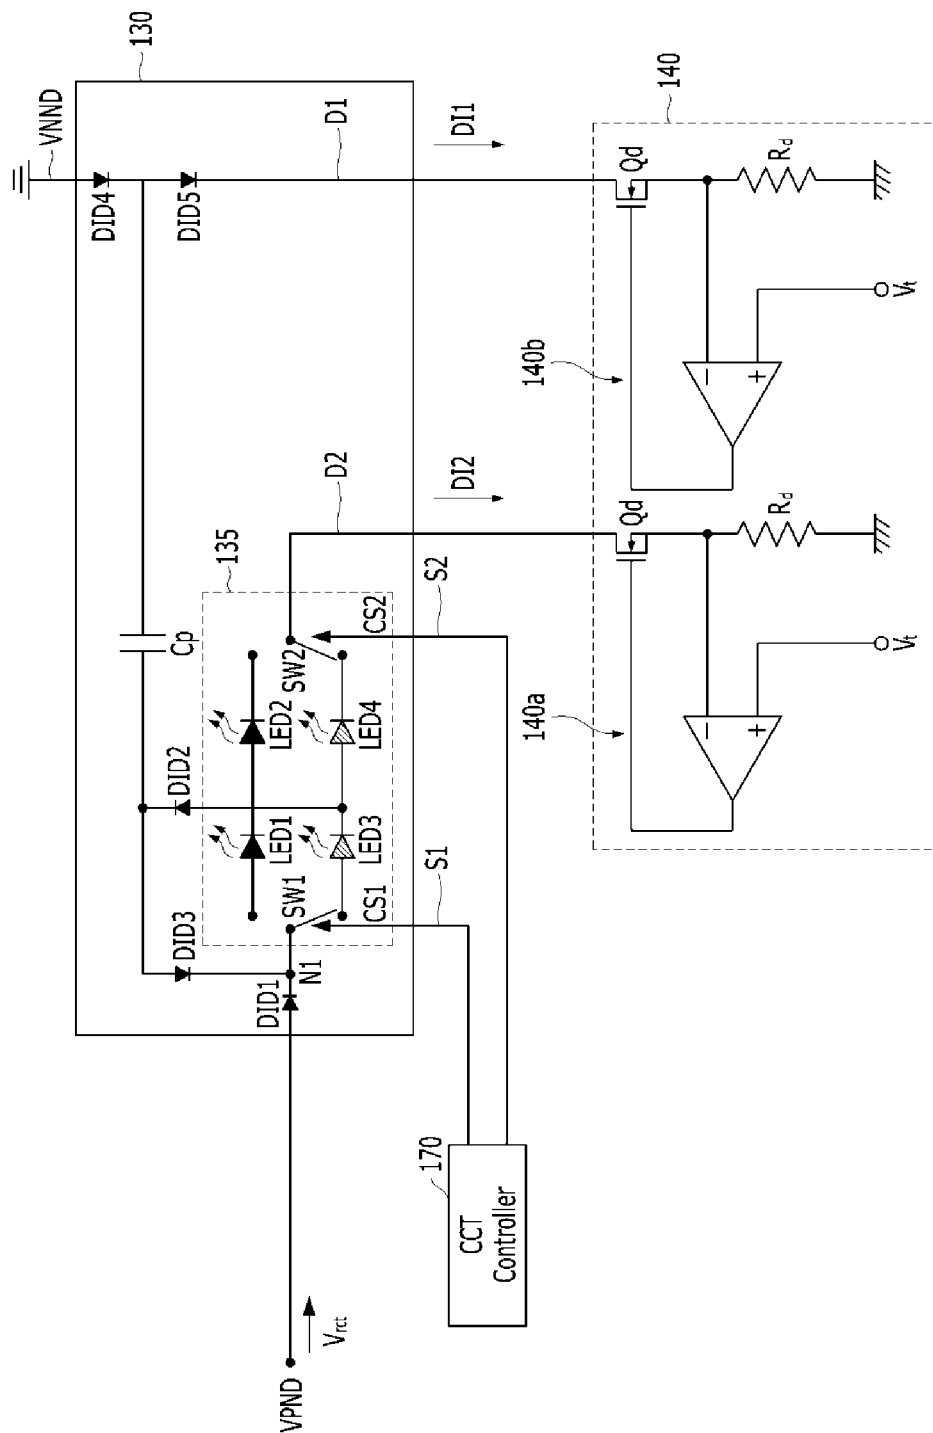 130
VNND
DID4
DID5
D1
DI1
140
Qd
Rd
Vt
140b
-
+
Cp
135
D2
DI2
Qd
Rd
Vt
140a
-
+
DID2
DID3
LED2
LED1
LED4
LED3
SW2
CS2
SW1
CS1
S2
S1
N1
DID1
170
CCT
Controller
Vrct
VPND